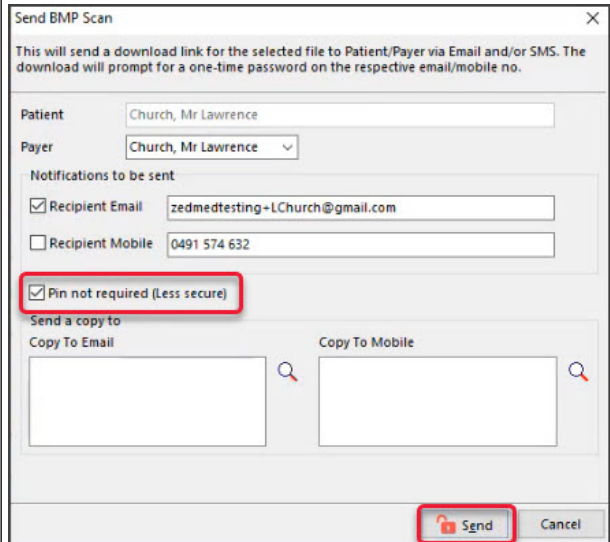 Send BMP Scan
This will send a download link for the selected file to Patient/Payer via Email and/or SMS. The
download will prompt for a one-time password on the respective email/mobile no.
Patient Church, Mr Lawrence
Payer Church, Mr Lawrence
Notifications to be sent
Recipient Email zedmedtesting+LChurch@gmail.com
Recipient Mobile 0491 574 632
Pin not required (Less secure)
Send a copy to
Copy To Email Copy To Mobile
Send Cancel